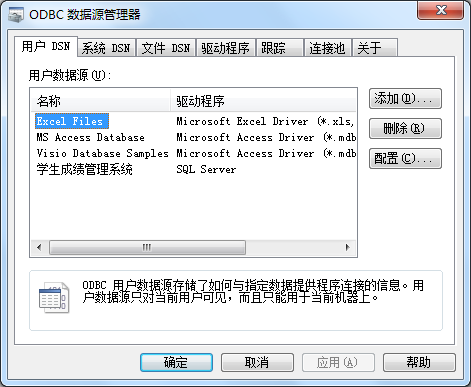 ODBC 数据源管理器
用户 DSN 系统 DSN 文件 DSN 驱动程序 跟踪 连接池 关于
用户数据源(U):
名称 驱动程序
Excel Files Microsoft Excel Driver (*.xls,
MS Access Database Microsoft Access Driver (*.mdb
Visio Database Samples Microsoft Access Driver (*.mdb
学生成绩管理系统 SQL Server
添加(D)...
删除(R)
配置(C)...
ODBC 用户数据源存储了如何与指定数据提供程序连接的信息。用
户数据源只对当前用户可见，而且只能用于当前机器上。
确定 取消 应用(A) 帮助